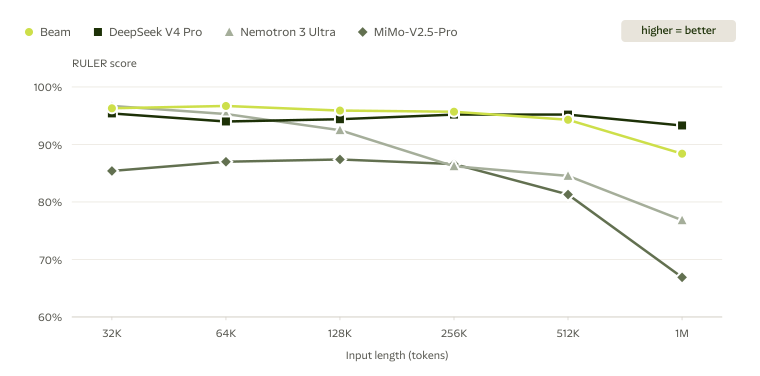 Beam DeepSeek V4 Pro Nemotron 3 Ultra MiMo-V2.5-Pro higher = better
RULER score
100%
90%
80%
70%
60%
32K 64K 128K 256K 512K 1M
Input length (tokens)